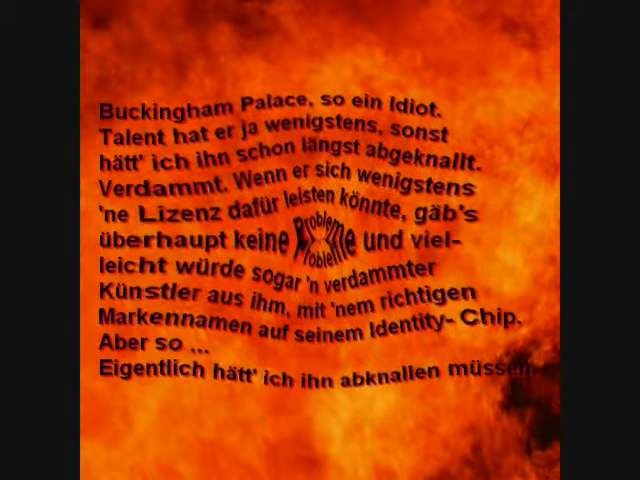 Buckingham Palace, so ein Idiot.
Talent hat er ja wenigstens, sonst
hätt' ich ihn schon längst abgeknallt.
Verdammt. Wenn er sich wenigstens
'ne Lizenz dafür leisten könnte, gäb's
überhaupt keine Probleme und viel-
leicht würde sogar 'n verdammter
Künstler aus ihm, mit 'nem richtigen
Markennamen auf seinem Identity- Chip.
Aber so ...
Eigentlich hätt' ich ihn abknallen müssen.